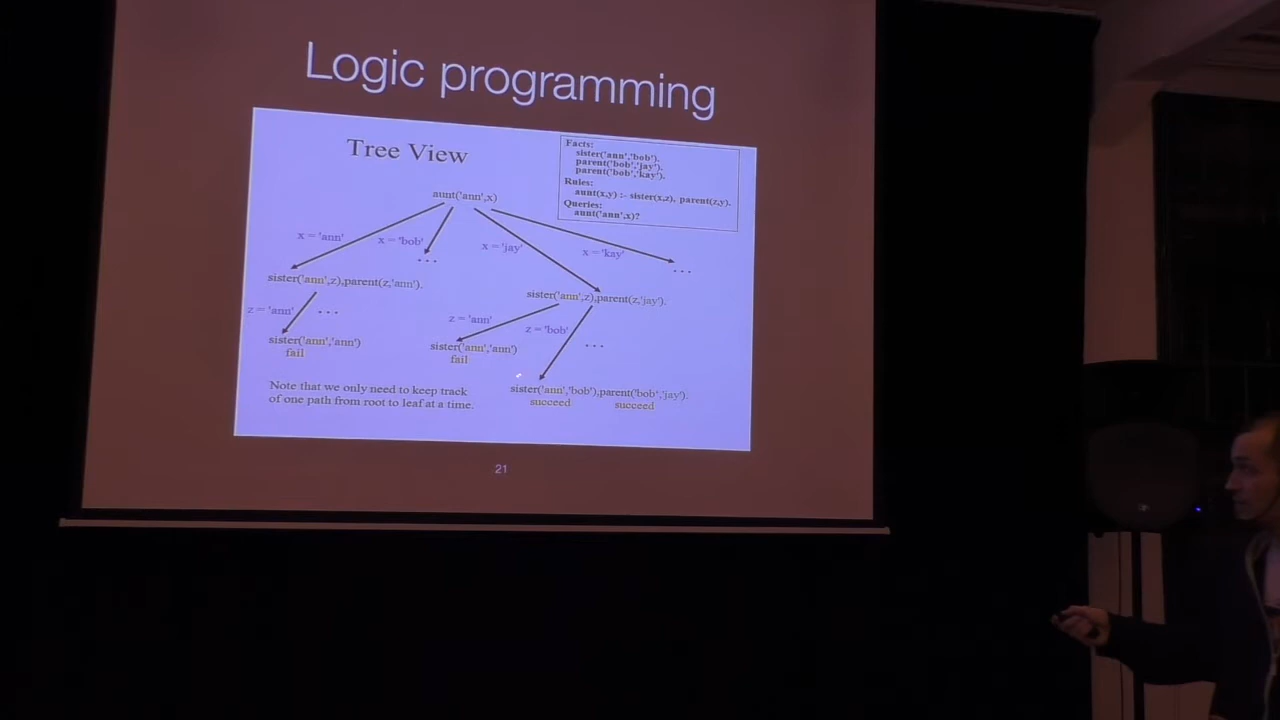 Logic programming
Tree View
Facts:
sister('ann','bob').
parent('bob','jay').
parent('bob','kay').
Rules:
aunt(x,y) :- sister(x,z), parent(z,y).
Queries:
aunt('ann',x)?
aunt('ann',x)
x = 'ann'
x = 'bob'
x = 'jay'
x = 'kay'
...
...
sister('ann',z),parent(z,'ann').
sister('ann',z),parent(z,'jay').
z = 'ann'
...
z = 'ann'
z = 'bob'
...
sister('ann','ann')
fail
sister('ann','ann')
fail
sister('ann','bob'),parent('bob','jay').
succeed
succeed
Note that we only need to keep track
of one path from root to leaf at a time.
21